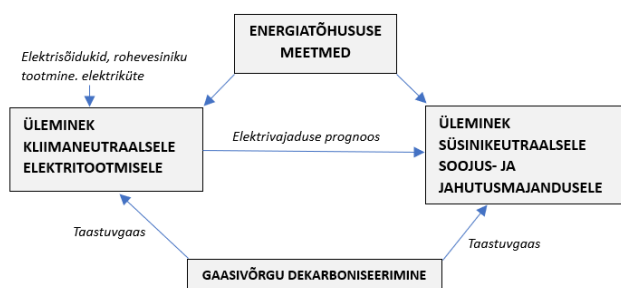 ENERGIATÕHUSUSE
MEETMED
Elektrisõidukid, rohevesiniku
tootmine. elektriküte
ÜLEMINEK
KLIIMANEUTRAALSELE
ELEKTRITOOTMISELE
Elektrivajaduse prognoos
ÜLEMINEK
SÜSINIKEUTRAALSELE
SOOJUS- JA
JAHUTUSMAJANDUSELE
Taastuvgaas
Taastuvgaas
GAASIVÕRGU DEKARBONISEERIMINE